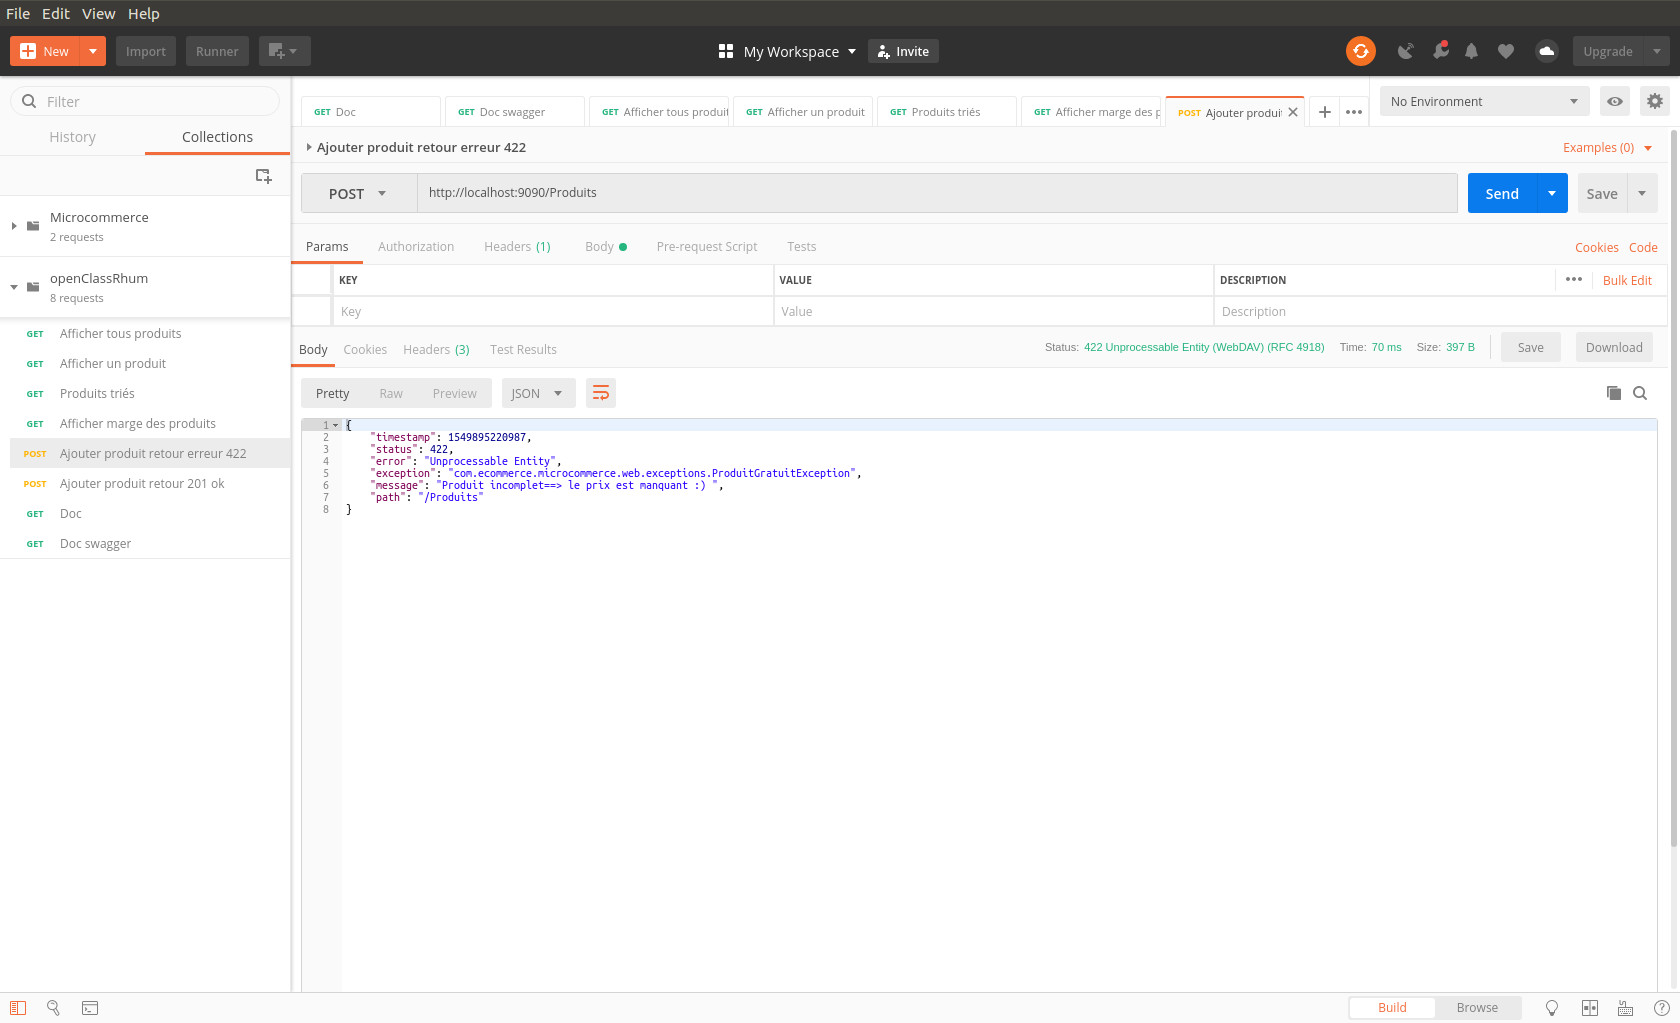 File Edit View Help
New Import Runner My Workspace Invite Upgrade
Filter
History Collections
Microcommerce
2 requests
openClassRhum
8 requests
GET Afficher tous produits
GET Afficher un produit
GET Produits triés
GET Afficher marge des produits
POST Ajouter produit retour erreur 422
POST Ajouter produit retour 201 ok
GET Doc
GET Doc swagger
GET Doc GET Doc swagger GET Afficher tous produit GET Afficher un produit GET Produits triés GET Afficher marge des p POST Ajouter produi No Environment
Ajouter produit retour erreur 422 Examples (0)
POST http://localhost:9090/Produits Send Save
Params Authorization Headers (1) Body Pre-request Script Tests Cookies Code
KEY VALUE DESCRIPTION Bulk Edit
Key Value Description
Body Cookies Headers (3) Test Results Status: 422 Unprocessable Entity (WebDAV) (RFC 4918) Time: 70 ms Size: 397 B Save Download
Pretty Raw Preview JSON
1 {
2 "timestamp": 1549895220987,
3 "status": 422,
4 "error": "Unprocessable Entity",
5 "exception": "com.ecommerce.microcommerce.web.exceptions.ProduitGratuitException",
6 "message": "Produit incomplet==> le prix est manquant :) ",
7 "path": "/Produits"
8 }
Build Browse